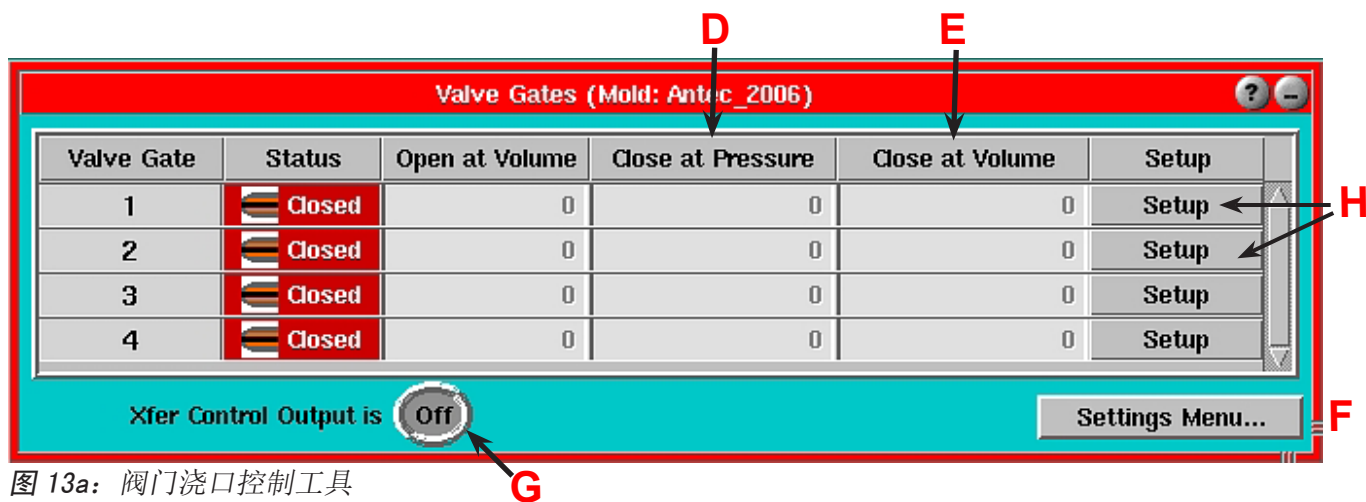 D E
Valve Gates (Mold: Antec_2006) ? -
Valve Gate Status Open at Volume Close at Pressure Close at Volume Setup
1 Closed 0 0 0 Setup
H
2 Closed 0 0 0 Setup
3 Closed 0 0 0 Setup
4 Closed 0 0 0 Setup
Xfer Control Output is Off Settings Menu... F
G
图 13a：阀门浇口控制工具